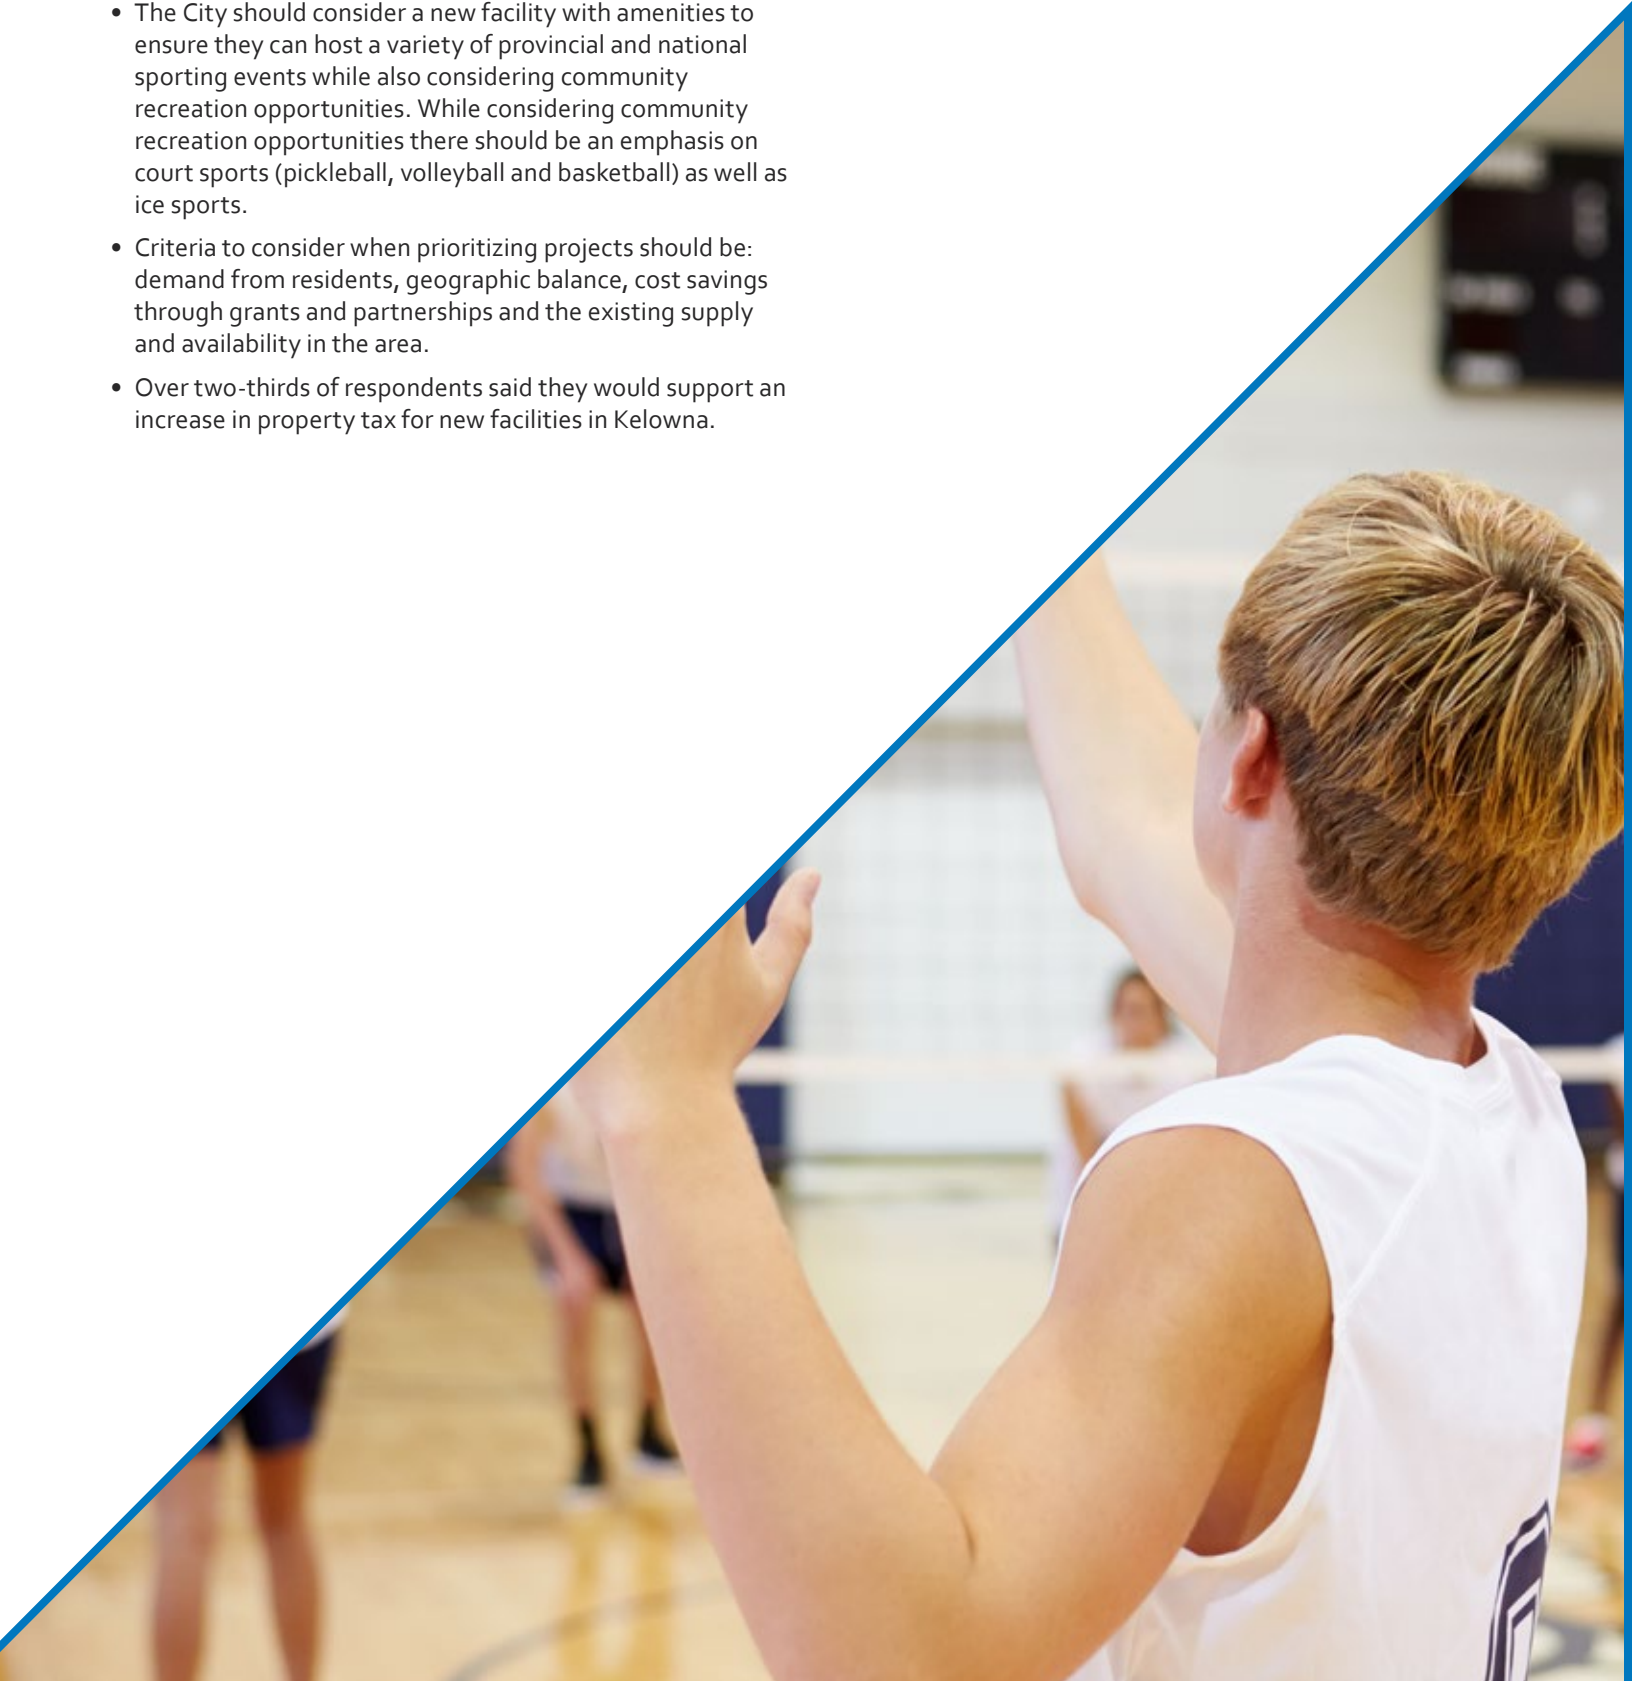 • The City should consider a new facility with amenities to
ensure they can host a variety of provincial and national
sporting events while also considering community
recreation opportunities. While considering community
recreation opportunities there should be an emphasis on
court sports (pickleball, volleyball and basketball) as well as
ice sports.
• Criteria to consider when prioritizing projects should be:
demand from residents, geographic balance, cost savings
through grants and partnerships and the existing supply
and availability in the area.
• Over two-thirds of respondents said they would support an
increase in property tax for new facilities in Kelowna.